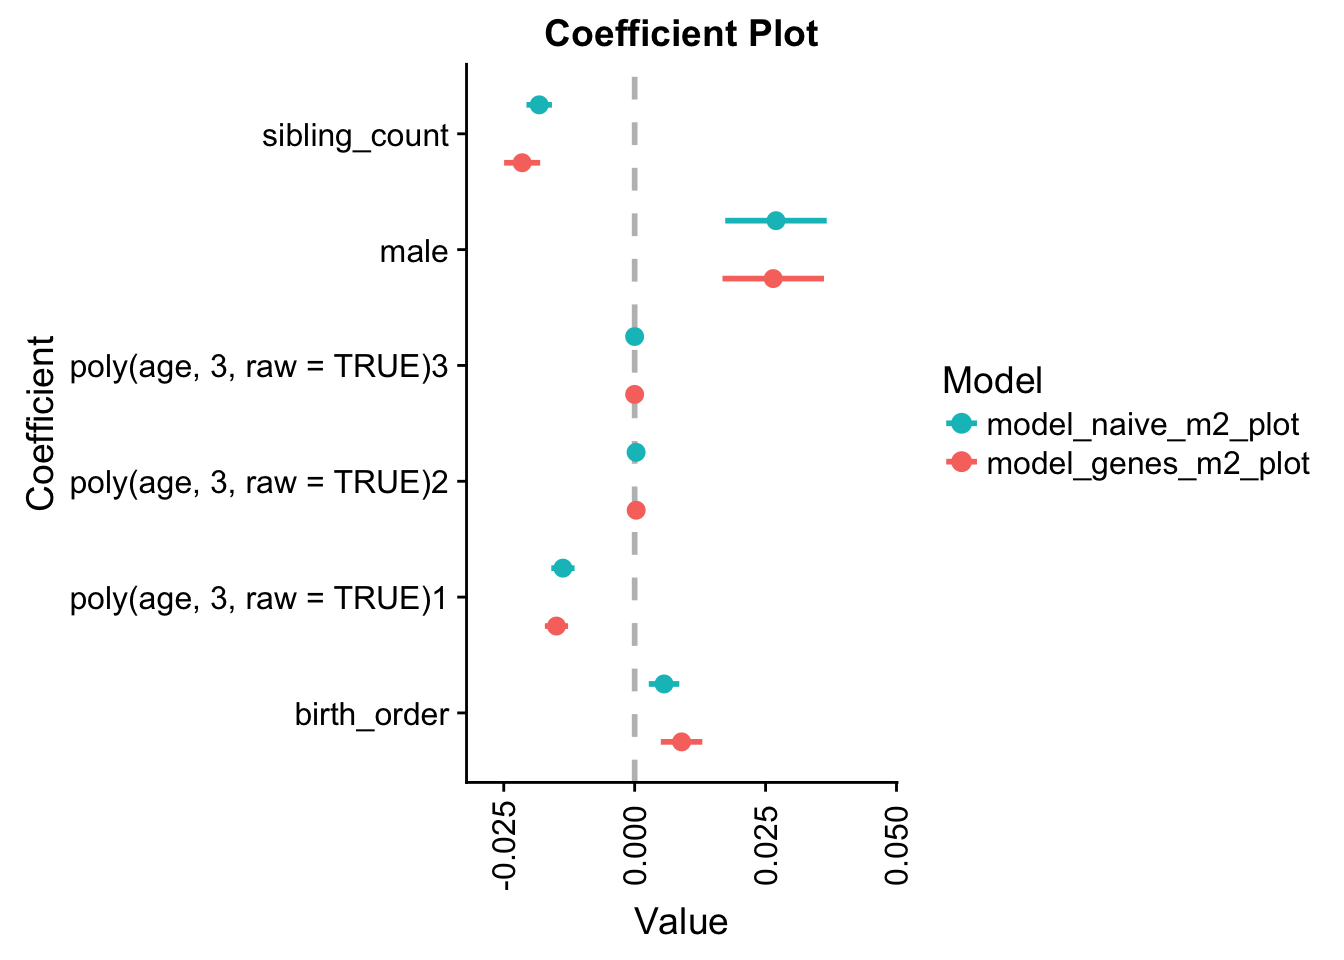 Coefficient Plot
sibling_count
male
poly(age, 3, raw = TRUE)3
poly(age, 3, raw = TRUE)2
poly(age, 3, raw = TRUE)1
birth_order
Coefficient
-0.025
0.000
0.025
0.050
Value
Model
model_naive_m2_plot
model_genes_m2_plot